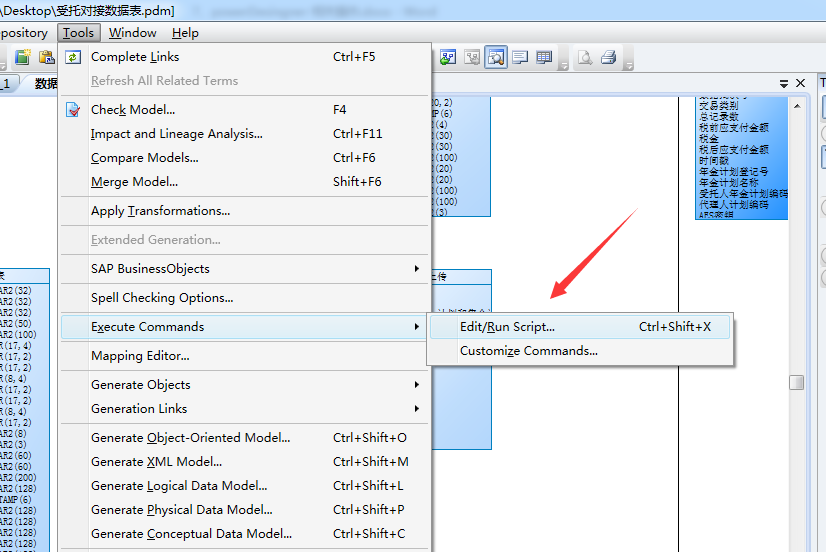 \Desktop\受托对接数据表.pdm]
epository Tools Window Help
_1 数据
Complete Links Ctrl+F5
Refresh All Related Terms
Check Model... F4
Impact and Lineage Analysis... Ctrl+F11
Compare Models... Ctrl+F6
Merge Model... Shift+F6
Apply Transformations...
Extended Generation...
SAP BusinessObjects
Spell Checking Options...
Execute Commands
Edit/Run Script... Ctrl+Shift+X
Customize Commands...
Mapping Editor...
Generate Objects
Generation Links
Generate Object-Oriented Model... Ctrl+Shift+O
Generate XML Model... Ctrl+Shift+M
Generate Logical Data Model... Ctrl+Shift+L
Generate Physical Data Model... Ctrl+Shift+P
Generate Conceptual Data Model... Ctrl+Shift+C
表
AR2(32)
AR2(32)
AR2(32)
AR2(50)
AR2(100)
R(17,4)
R(17,2)
R(8,4)
R(17,2)
R(17,2)
R(8,4)
R(17,2)
AR2(8)
AR2(3)
AR2(60)
AR2(60)
AR2(200)
AR2(128)
TAMP(6)
AR2(128)
AR2(128)
AR2(128)
AR2(128)
0,2)
MP(6)
2(4)
2(30)
2(30)
2(100)
2(20)
2(20)
2(100)
2(100)
2(3)
上传
交易类别
总记录数
税前应支付金额
税金
税后应支付金额
时间戳
年金计划登记号
年金计划名称
受托人年金计划编码
代理人计划编码